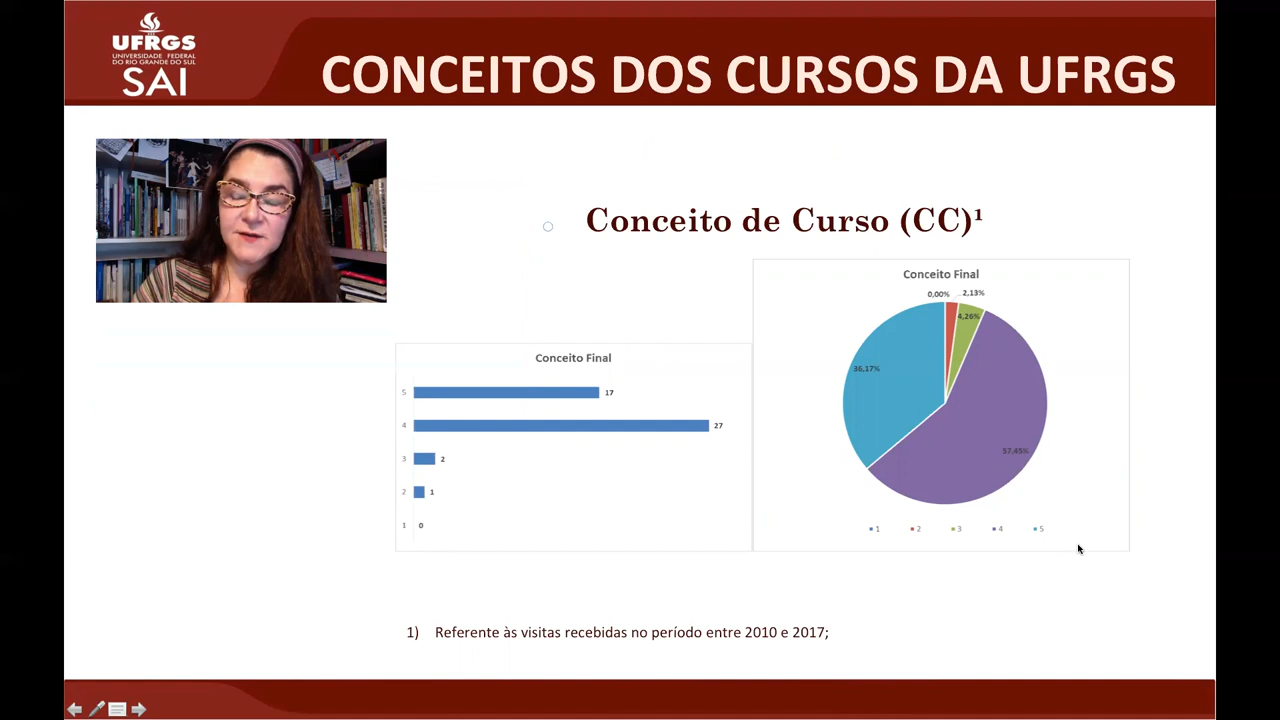 UFRGS
UNIVERSIDADE FEDERAL
DO RIO GRANDE DO SUL
SAI
CONCEITOS DOS CURSOS DA UFRGS
Conceito de Curso (CC)¹
Conceito Final
5 17
4 27
3 2
2 1
1 0
Conceito Final
0,00% 2,13%
4,26%
36,17%
57,45%
1 2 3 4 5
1) Referente às visitas recebidas no período entre 2010 e 2017;